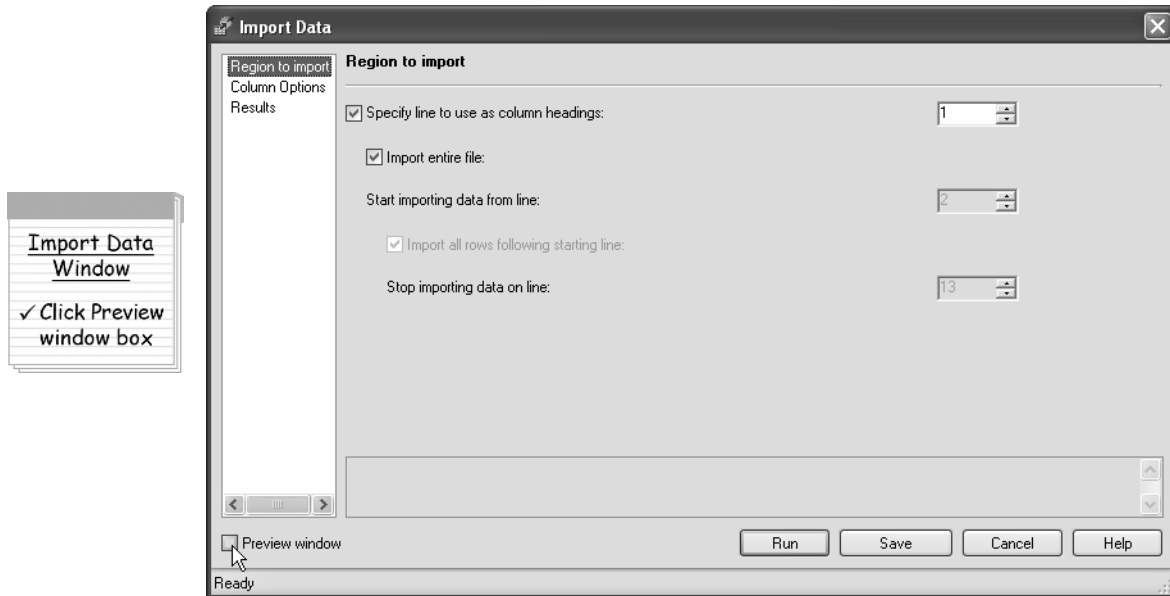 Import Data
Window
✓ Click Preview
window box
Import Data
Region to import
Column Options
Results
Region to import
Specify line to use as column headings:
1
Import entire file:
Start importing data from line:
2
Import all rows following starting line:
Stop importing data on line:
13
Preview window
Run
Save
Cancel
Help
Ready